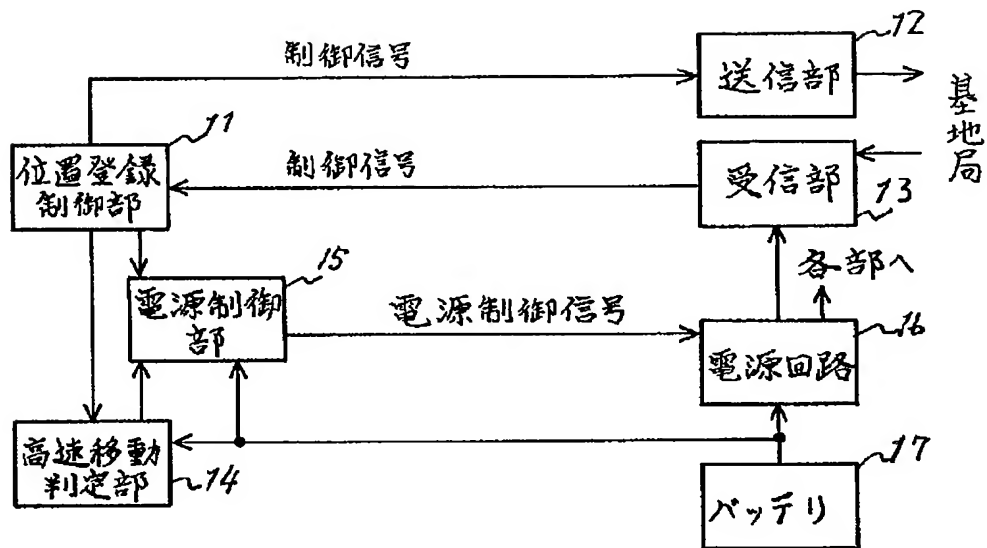 12
制御信号
送信部
基地局
11
位置登録
制御部
制御信号
受信部
13
15
各部へ
電源制御
部
電源制御信号
16
電源回路
高速移動
判定部
14
17
バッテリ